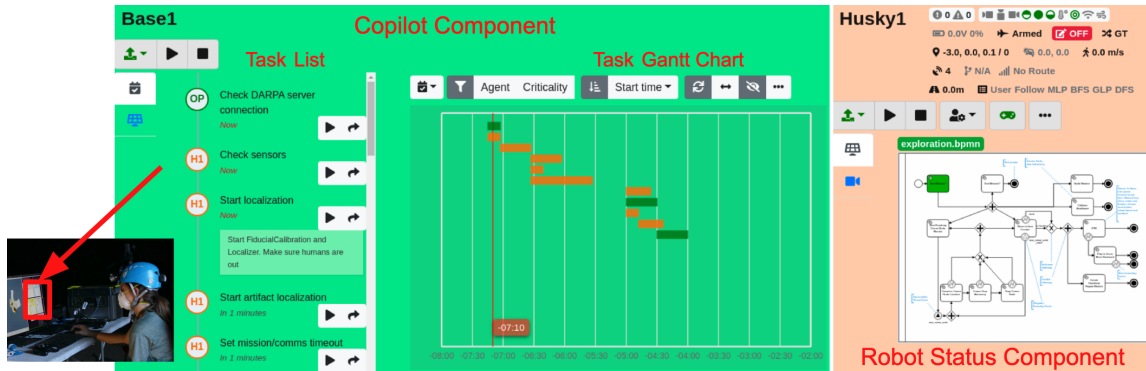 Base1
Copilot Component
Task List
Task Gantt Chart
OP
Check DARPA server
connection
Now
H1
Check sensors
Now
H1
Start localization
Now
Start FiducialCalibration and
Localizer. Make sure humans are
out
H1
Start artifact localization
In 1 minutes
H1
Set mission/comms timeout
In 1 minutes
Agent Criticality Start time
-07:10
-08:00 -07:30 -07:00 -06:30 -06:00 -05:30 -05:00 -04:30 -04:00 -03:30 -03:00 -02:30 -02:00
Husky1
0 0
0.0V 0% Armed OFF GT
-3.0, 0.0, 0.1 / 0 0.0, 0.0 0.0 m/s
4 N/A No Route
0.0m User Follow MLP BFS GLP DFS
exploration.bpmn
Robot Status Component